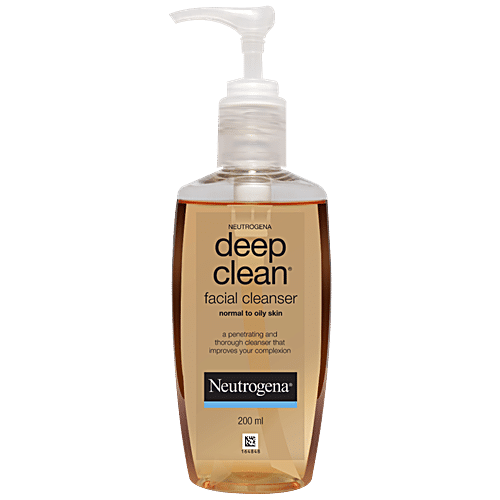 NEUTROGENA
deep
clean®
facial cleanser
normal to oily skin
a penetrating and
thorough cleanser that
improves your complexion
Neutrogena®
200 ml
164848